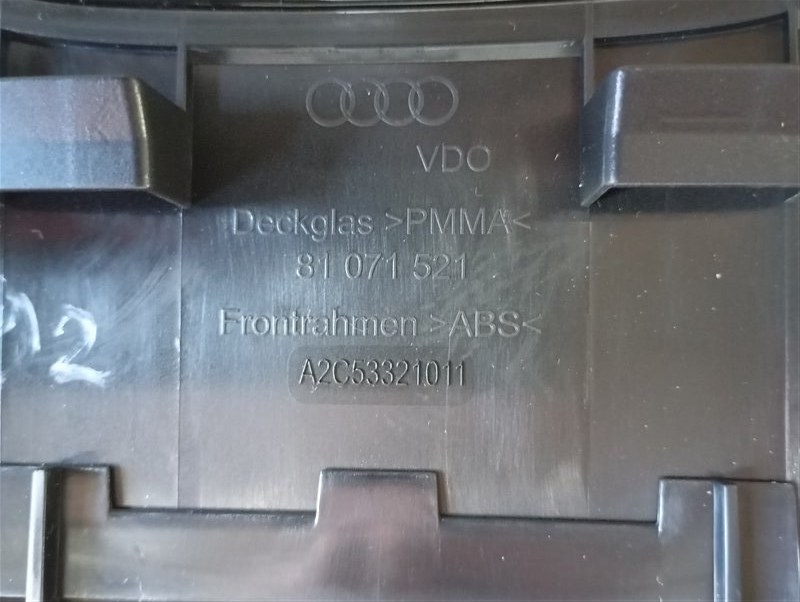 VDO
Deckglas >PMMA<
81 071 521
Frontrahmen >ABS<
A2C53321011